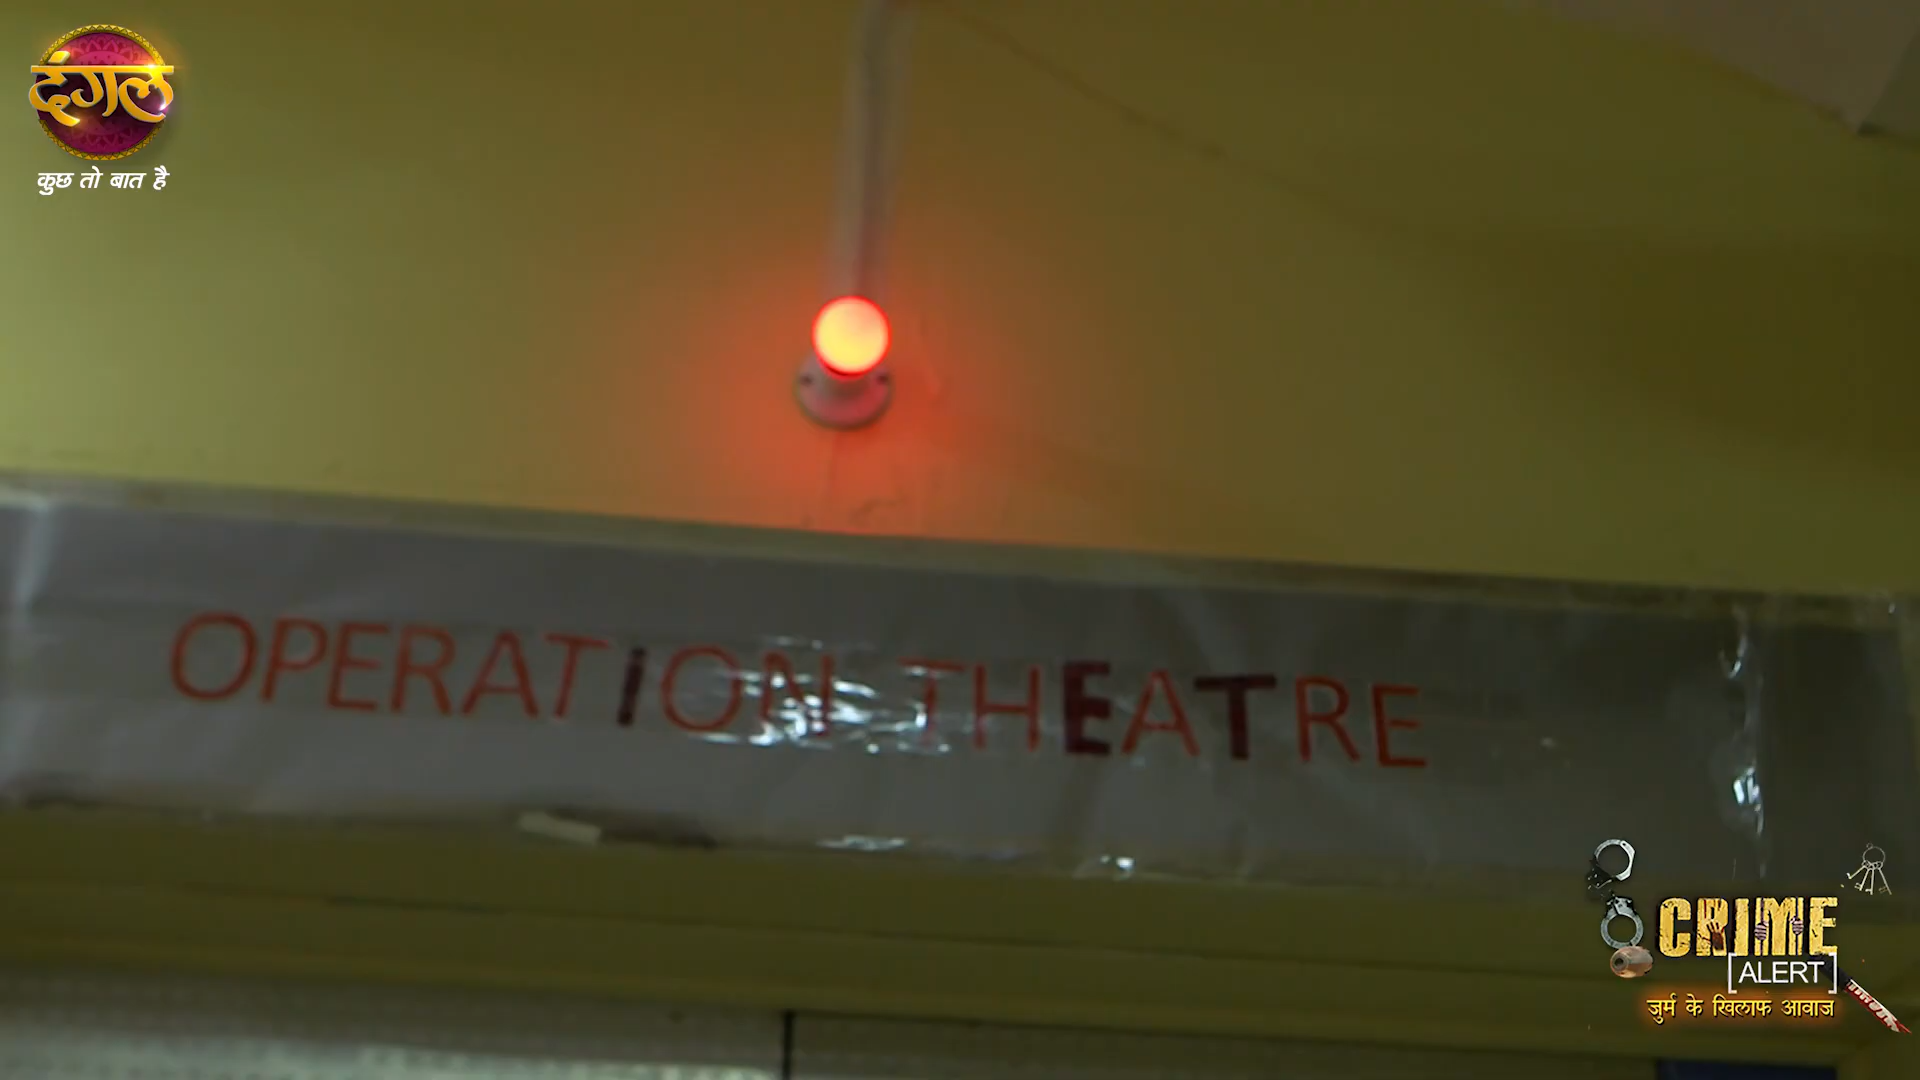 दंगल
कुछ तो बात है
OPERATION THEATRE
CRIME
[ALERT]
जुर्म के खिलाफ आवाज